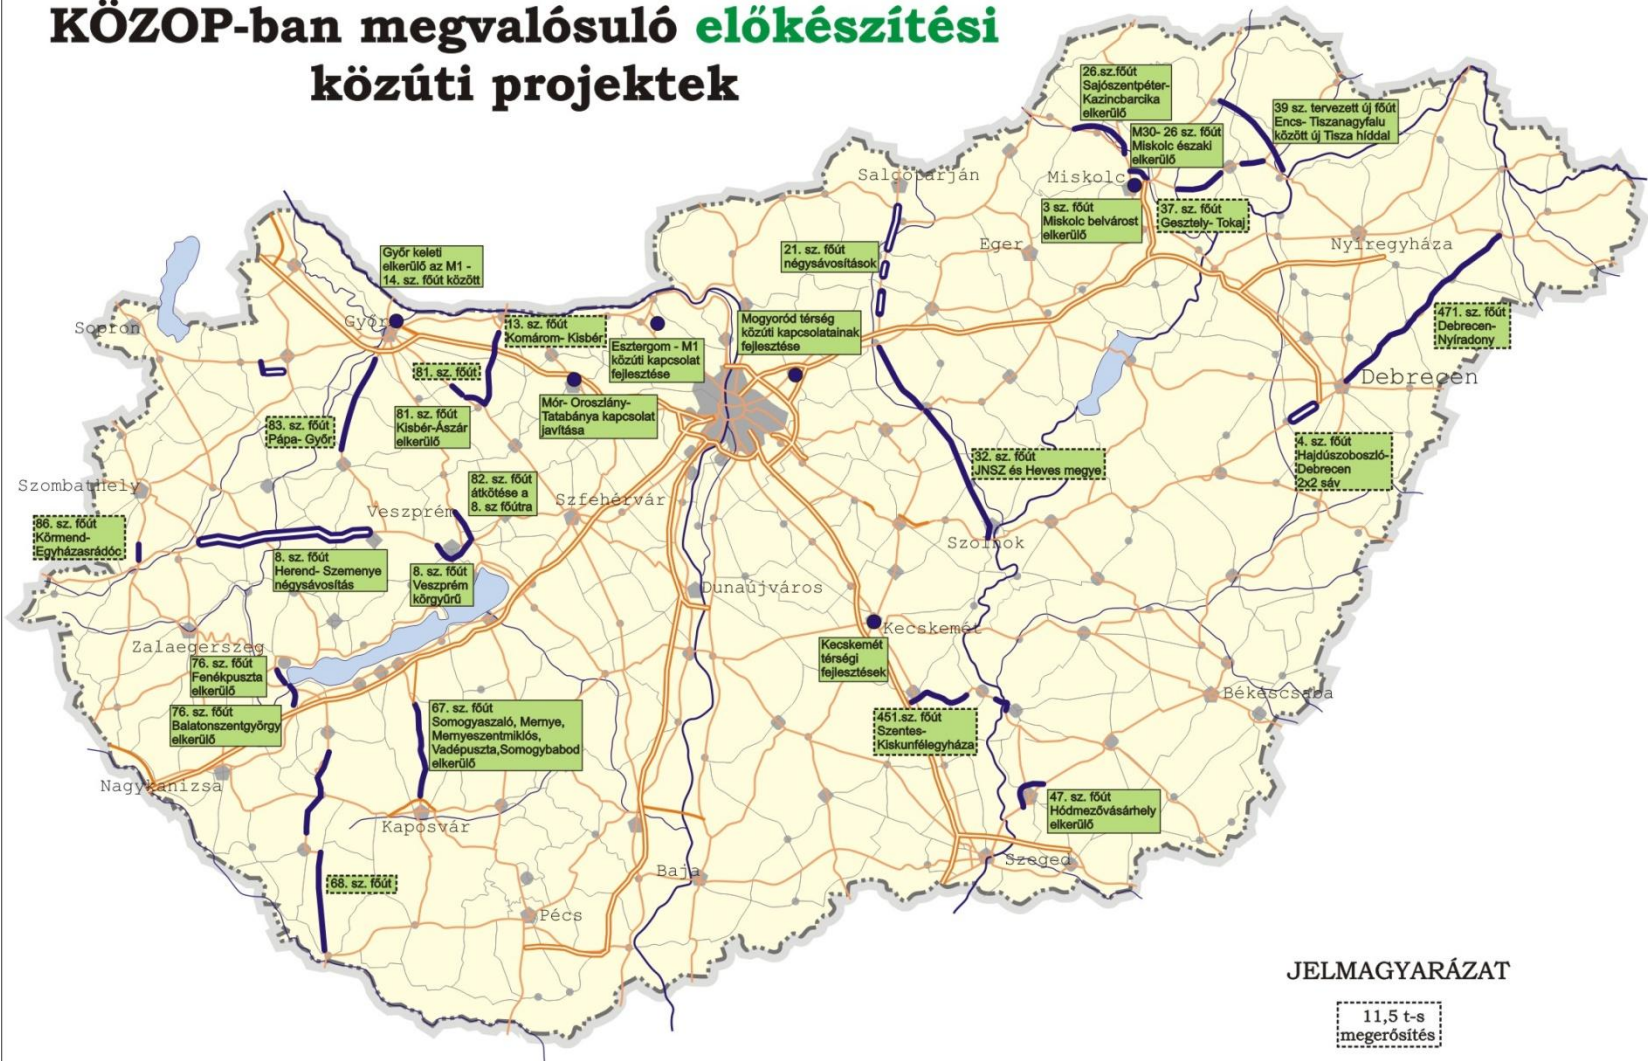 KÖZOP-ban megvalósuló előkészítési
közúti projektek
26.sz.főút
Sajószentpéter-
Kazincbarcika
elkerülő
39 sz. tervezett új főút
Encs- Tiszanagyfalu
között új Tisza híddal
M30- 26 sz. főút
Miskolc északi
elkerülő
Salgótarján
Miskolc
3 sz. főút
Miskolc belvárost
elkerülő
37. sz. főút
Gesztely- Tokaj
Eger
Nyíregyháza
21. sz. főút
négysávosítások
Győr keleti
elkerülő az M1 -
14. sz. főút között
Sopron
Győr
13. sz. főút
Komárom- Kisbér
Esztergom - M1
közúti kapcsolat
fejlesztése
Mogyoród térség
közúti kapcsolatainak
fejlesztése
471. sz. főút
Debrecen-
Nyíradony
Debrecen
81. sz. főút
81. sz. főút
Kisbér-Ászár
elkerülő
Mór- Oroszlány-
Tatabánya kapcsolat
javítása
83. sz. főút
Pápa- Győr
4. sz. főút
Hajdúszoboszló-
Debrecen
2x2 sáv
32. sz. főút
JNSZ és Heves megye
Szombathely
82. sz. főút
átkötése a
8. sz főútra
Szfehérvár
Veszprém
86. sz. főút
Körmend-
Egyházasrádóc
8. sz. főút
Herend- Szemenye
négysávosítás
8. sz. főút
Veszprém
körgyűrű
Szolnok
Dunaújváros
Kecskemét
Kecskemét
térségi
fejlesztések
Zalaegerszeg
76. sz. főút
Fenékpuszta
elkerülő
76. sz. főút
Balatonszentgyörgy
elkerülő
67. sz. főút
Somogyaszaló, Mernye,
Mernyeszentmiklós,
Vadépuszta,Somogybabod
elkerülő
451.sz. főút
Szentes-
Kiskunfélegyháza
Békéscsaba
Nagykanizsa
47. sz. főút
Hódmezővásárhely
elkerülő
Kaposvár
Szeged
Baja
68. sz. főút
Pécs
JELMAGYARÁZAT
11,5 t-s
megerősítés